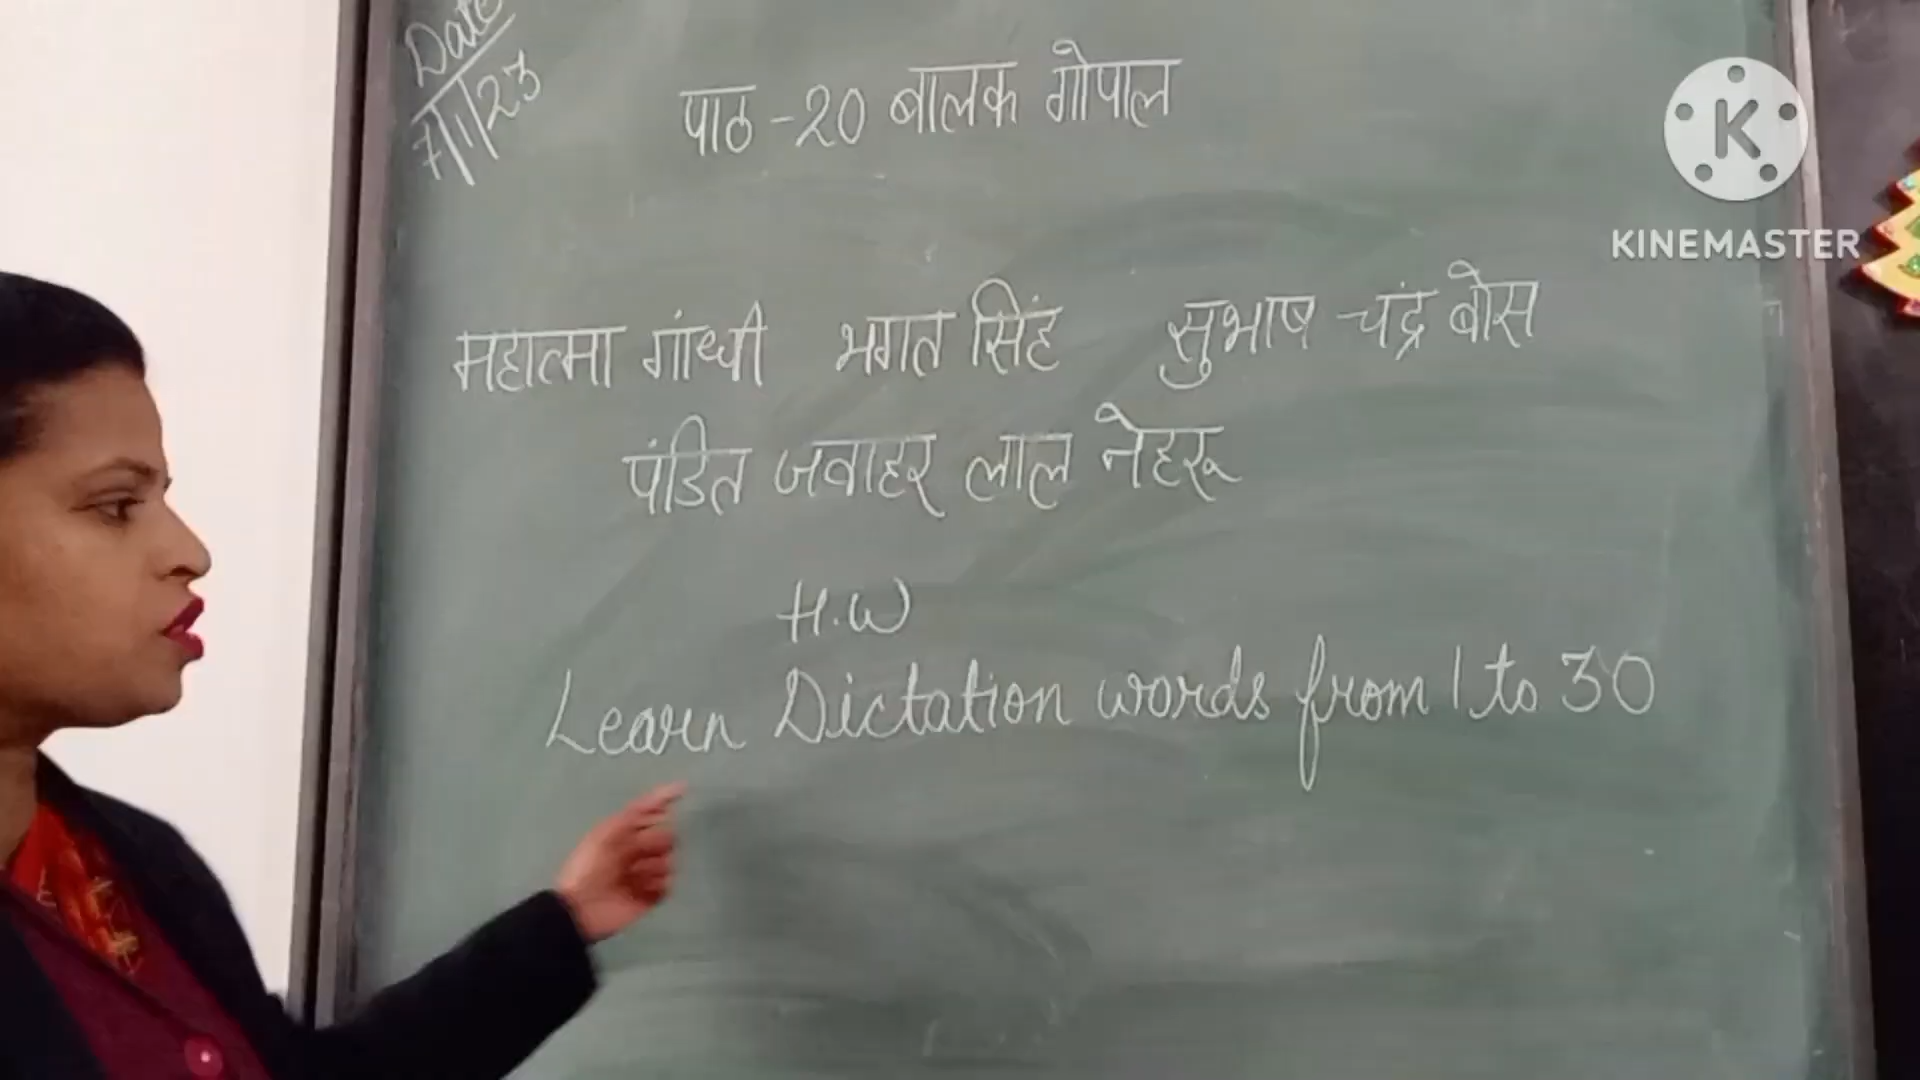 Date
7/1/23
पाठ -20 बालक गोपाल
KINEMASTER
महात्मा गांधी भगत सिंह सुभाष चंद्र बोस
पंडित जवाहर लाल नेहरू
H.W
Learn Dictation words from 1 to 30